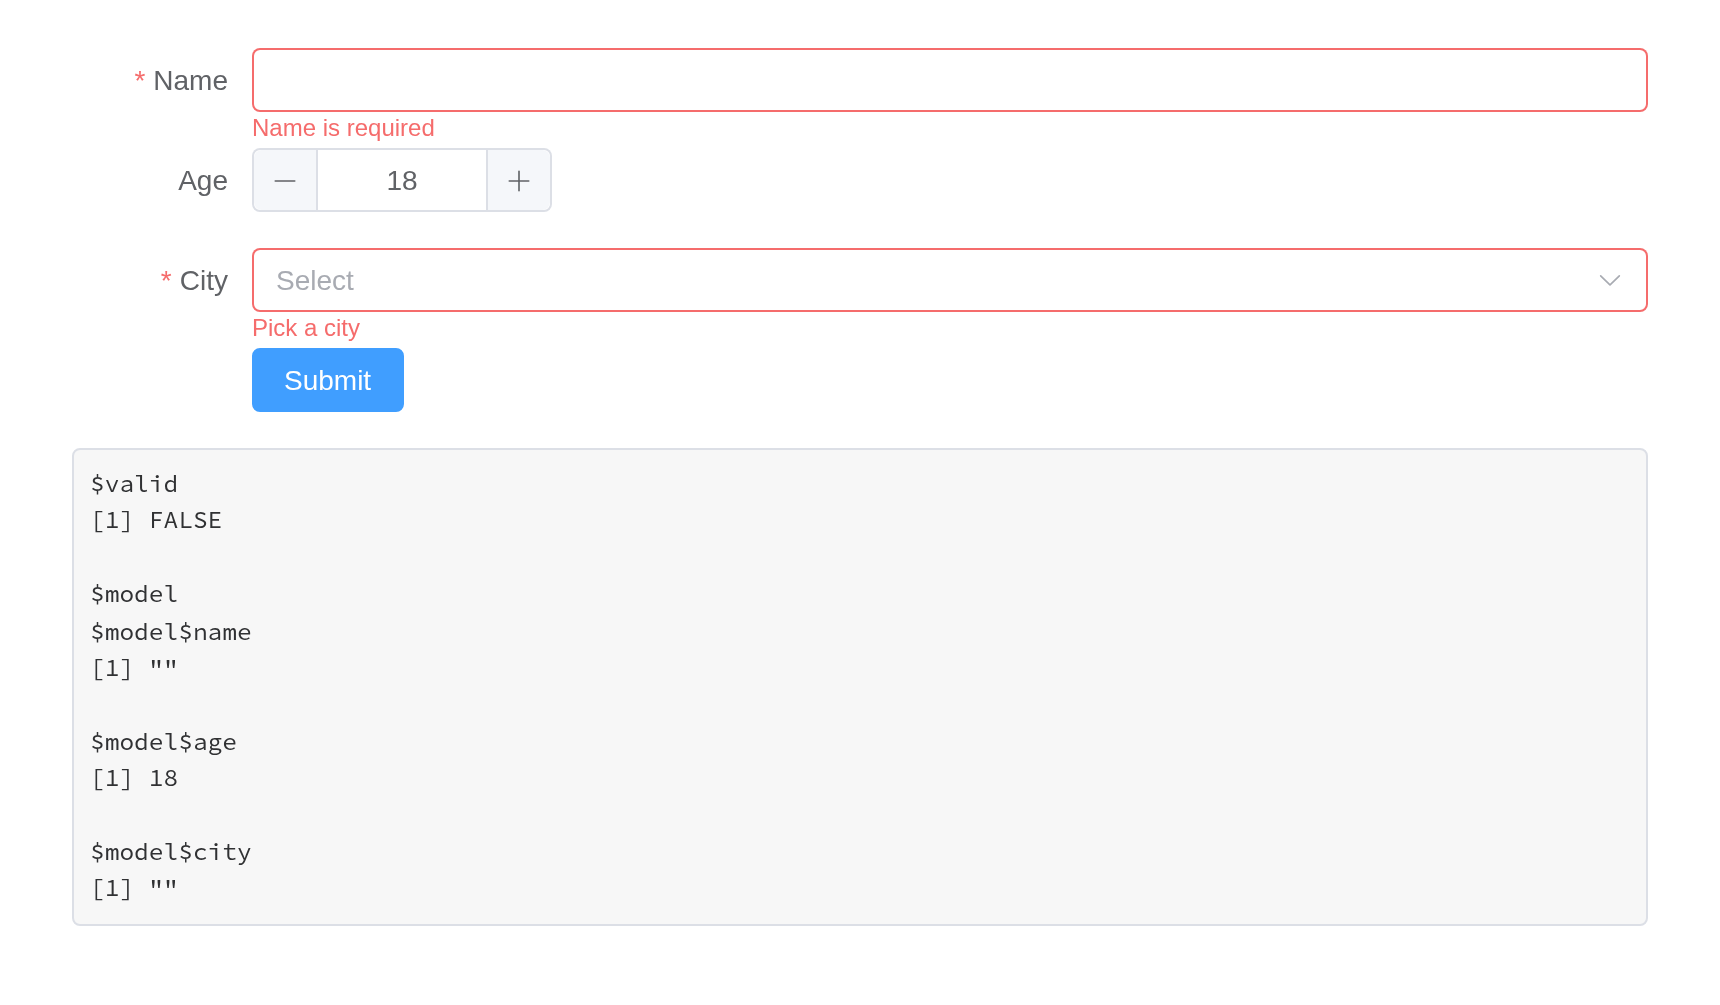 * Name
Name is required
Age
18
* City
Select
Pick a city
Submit
$valid
[1] FALSE
$model
$model$name
[1] ""
$model$age
[1] 18
$model$city
[1] ""